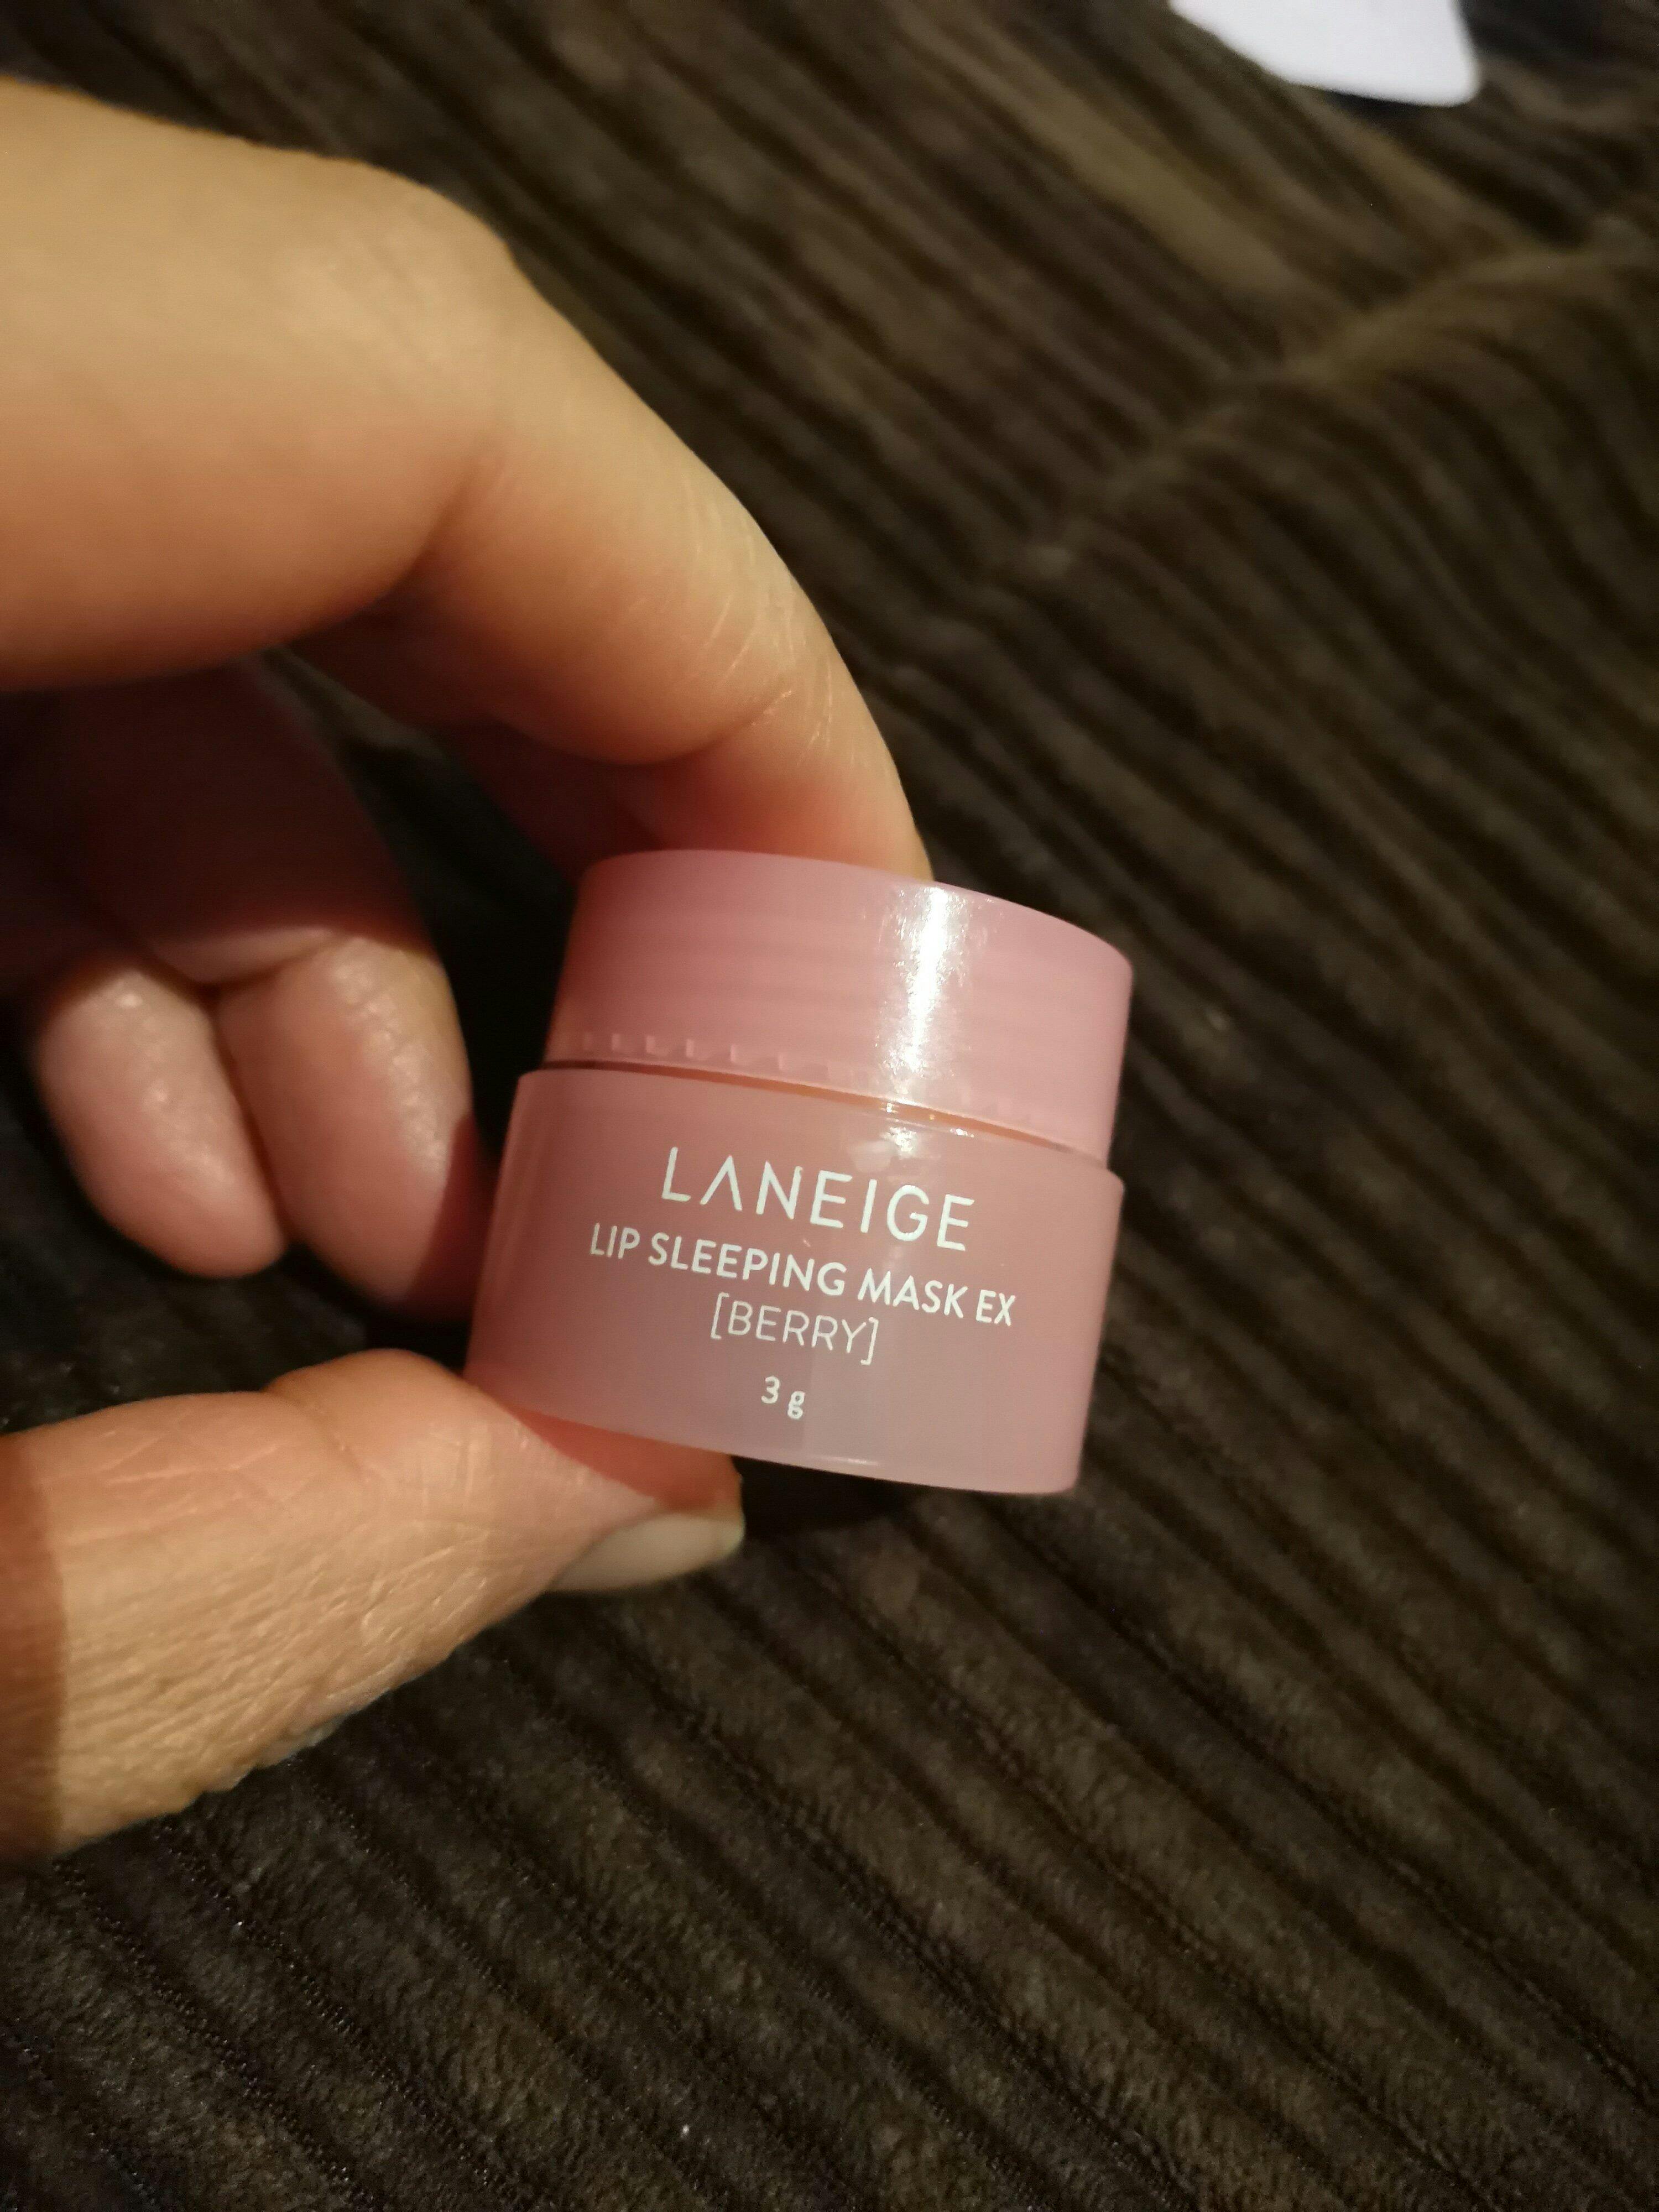 LANEIGE
LIP SLEEPING MASK EX
[BERRY]
3 g